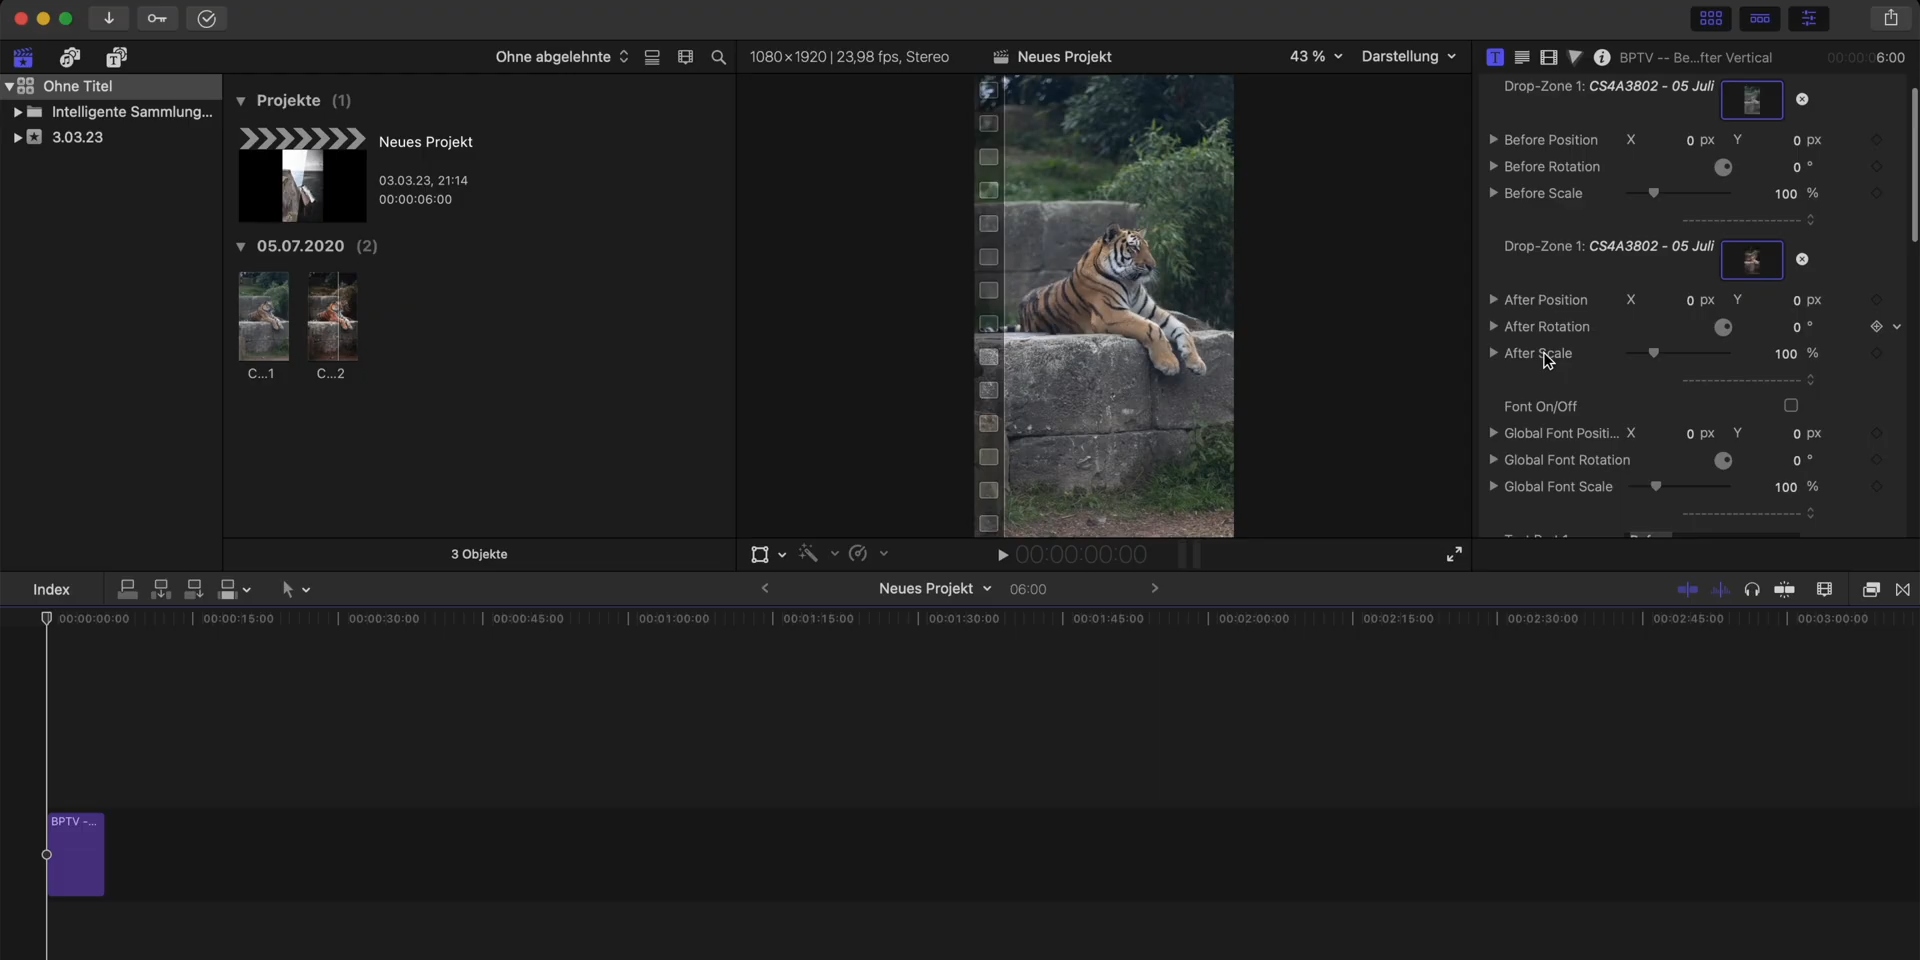 Ohne abgelehnte
1080×1920 | 23,98 fps, Stereo
Neues Projekt
43 %
Darstellung
BPTV -- Be...fter Vertical
00:00:06:00
Ohne Titel
Intelligente Sammlung...
3.03.23
Projekte (1)
Neues Projekt
03.03.23, 21:14
00:00:06:00
05.07.2020 (2)
C...1
C...2
3 Objekte
00:00:00:00
Drop-Zone 1: CS4A3802 - 05 Juli
Before Position X 0 px Y 0 px
Before Rotation 0 °
Before Scale 100 %
Drop-Zone 1: CS4A3802 - 05 Juli
After Position X 0 px Y 0 px
After Rotation 0 °
After Scale 100 %
Font On/Off
Global Font Positi... X 0 px Y 0 px
Global Font Rotation 0 °
Global Font Scale 100 %
Index
Neues Projekt
06:00
00:00:00:00 00:00:15:00 00:00:30:00 00:00:45:00 00:01:00:00 00:01:15:00 00:01:30:00 00:01:45:00 00:02:00:00 00:02:15:00 00:02:30:00 00:02:45:00 00:03:00:00
BPTV -...